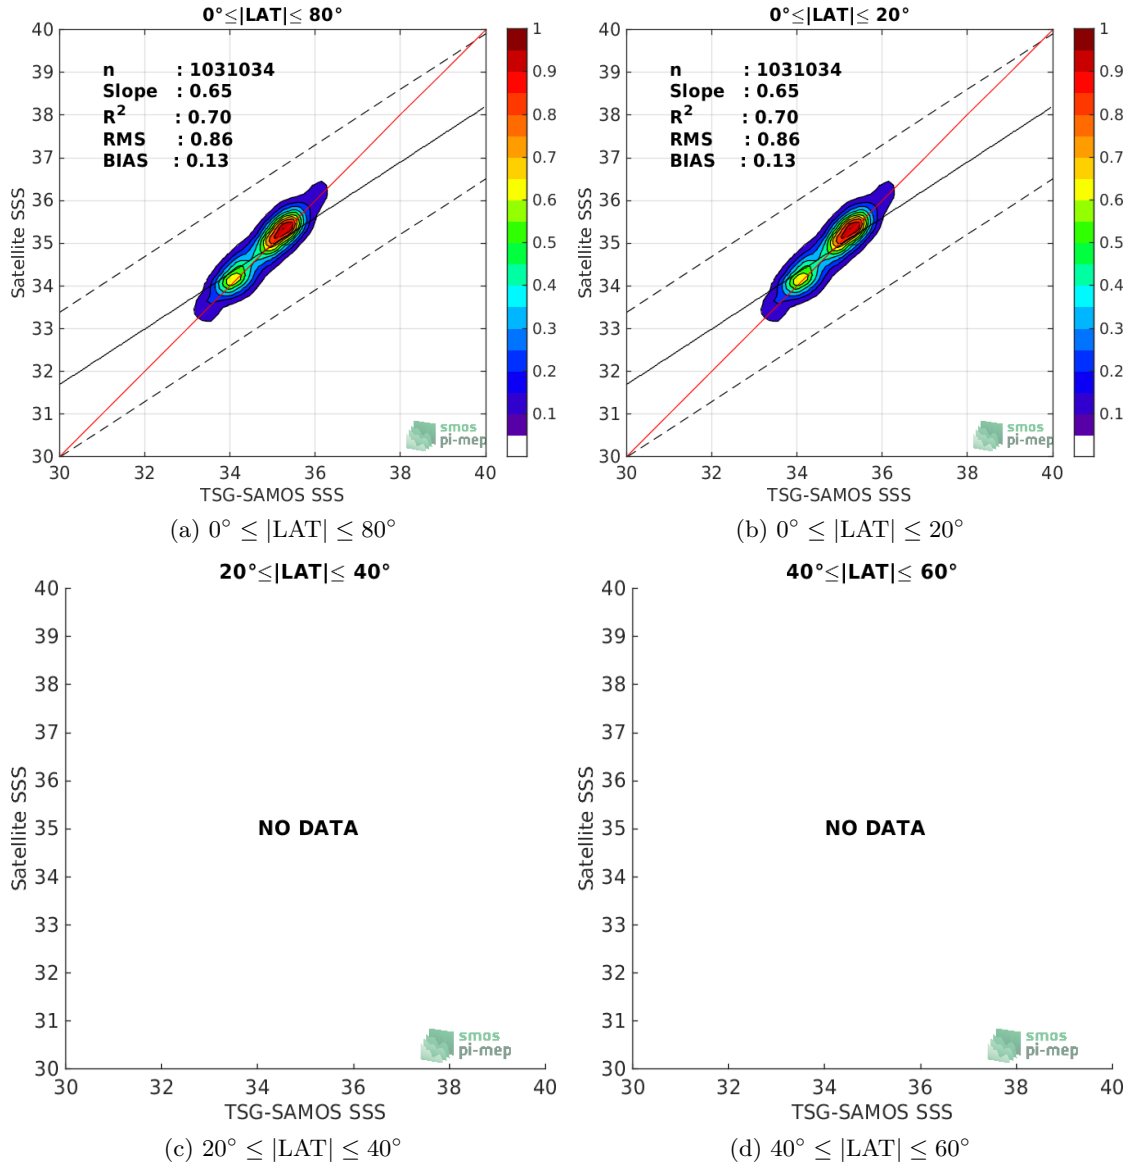 0°≤|LAT|≤ 80°
n : 1031034
Slope : 0.65
R² : 0.70
RMS : 0.86
BIAS : 0.13
40
39
38
37
36
35
34
33
32
31
30
30 32 34 36 38 40
Satellite SSS
TSG-SAMOS SSS
1
0.9
0.8
0.7
0.6
0.5
0.4
0.3
0.2
0.1
smos
pi-mep
(a) 0° ≤ |LAT| ≤ 80°
0°≤|LAT|≤ 20°
n : 1031034
Slope : 0.65
R² : 0.70
RMS : 0.86
BIAS : 0.13
40
39
38
37
36
35
34
33
32
31
30
30 32 34 36 38 40
Satellite SSS
TSG-SAMOS SSS
1
0.9
0.8
0.7
0.6
0.5
0.4
0.3
0.2
0.1
smos
pi-mep
(b) 0° ≤ |LAT| ≤ 20°
20°≤|LAT|≤ 40°
40
39
38
37
36
35
34
33
32
31
30
30 32 34 36 38 40
Satellite SSS
NO DATA
TSG-SAMOS SSS
smos
pi-mep
(c) 20° ≤ |LAT| ≤ 40°
40°≤|LAT|≤ 60°
40
39
38
37
36
35
34
33
32
31
30
30 32 34 36 38 40
Satellite SSS
NO DATA
TSG-SAMOS SSS
smos
pi-mep
(d) 40° ≤ |LAT| ≤ 60°